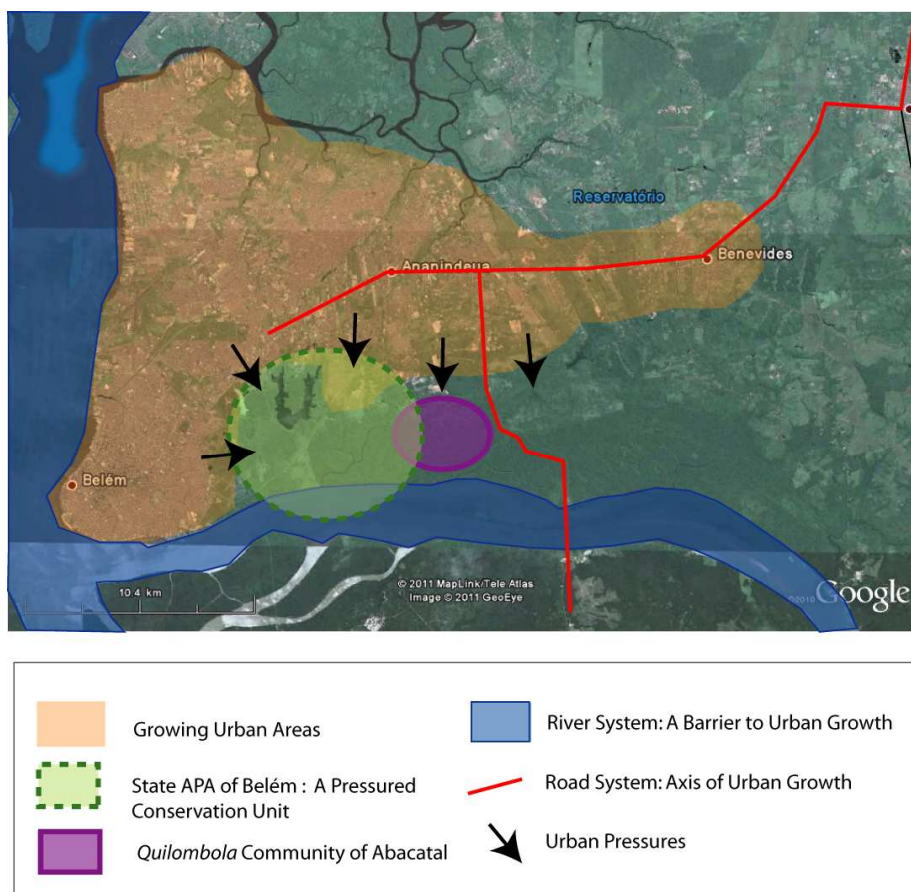 Reservatório
Ananindeua
Benevides
Belém
10.4 km
© 2011 MapLink/Tele Atlas
Image © 2011 GeoEye
©2010 Google
Growing Urban Areas
State APA of Belém : A Pressured
Conservation Unit
Quilombola Community of Abacatal
River System: A Barrier to Urban Growth
Road System: Axis of Urban Growth
Urban Pressures